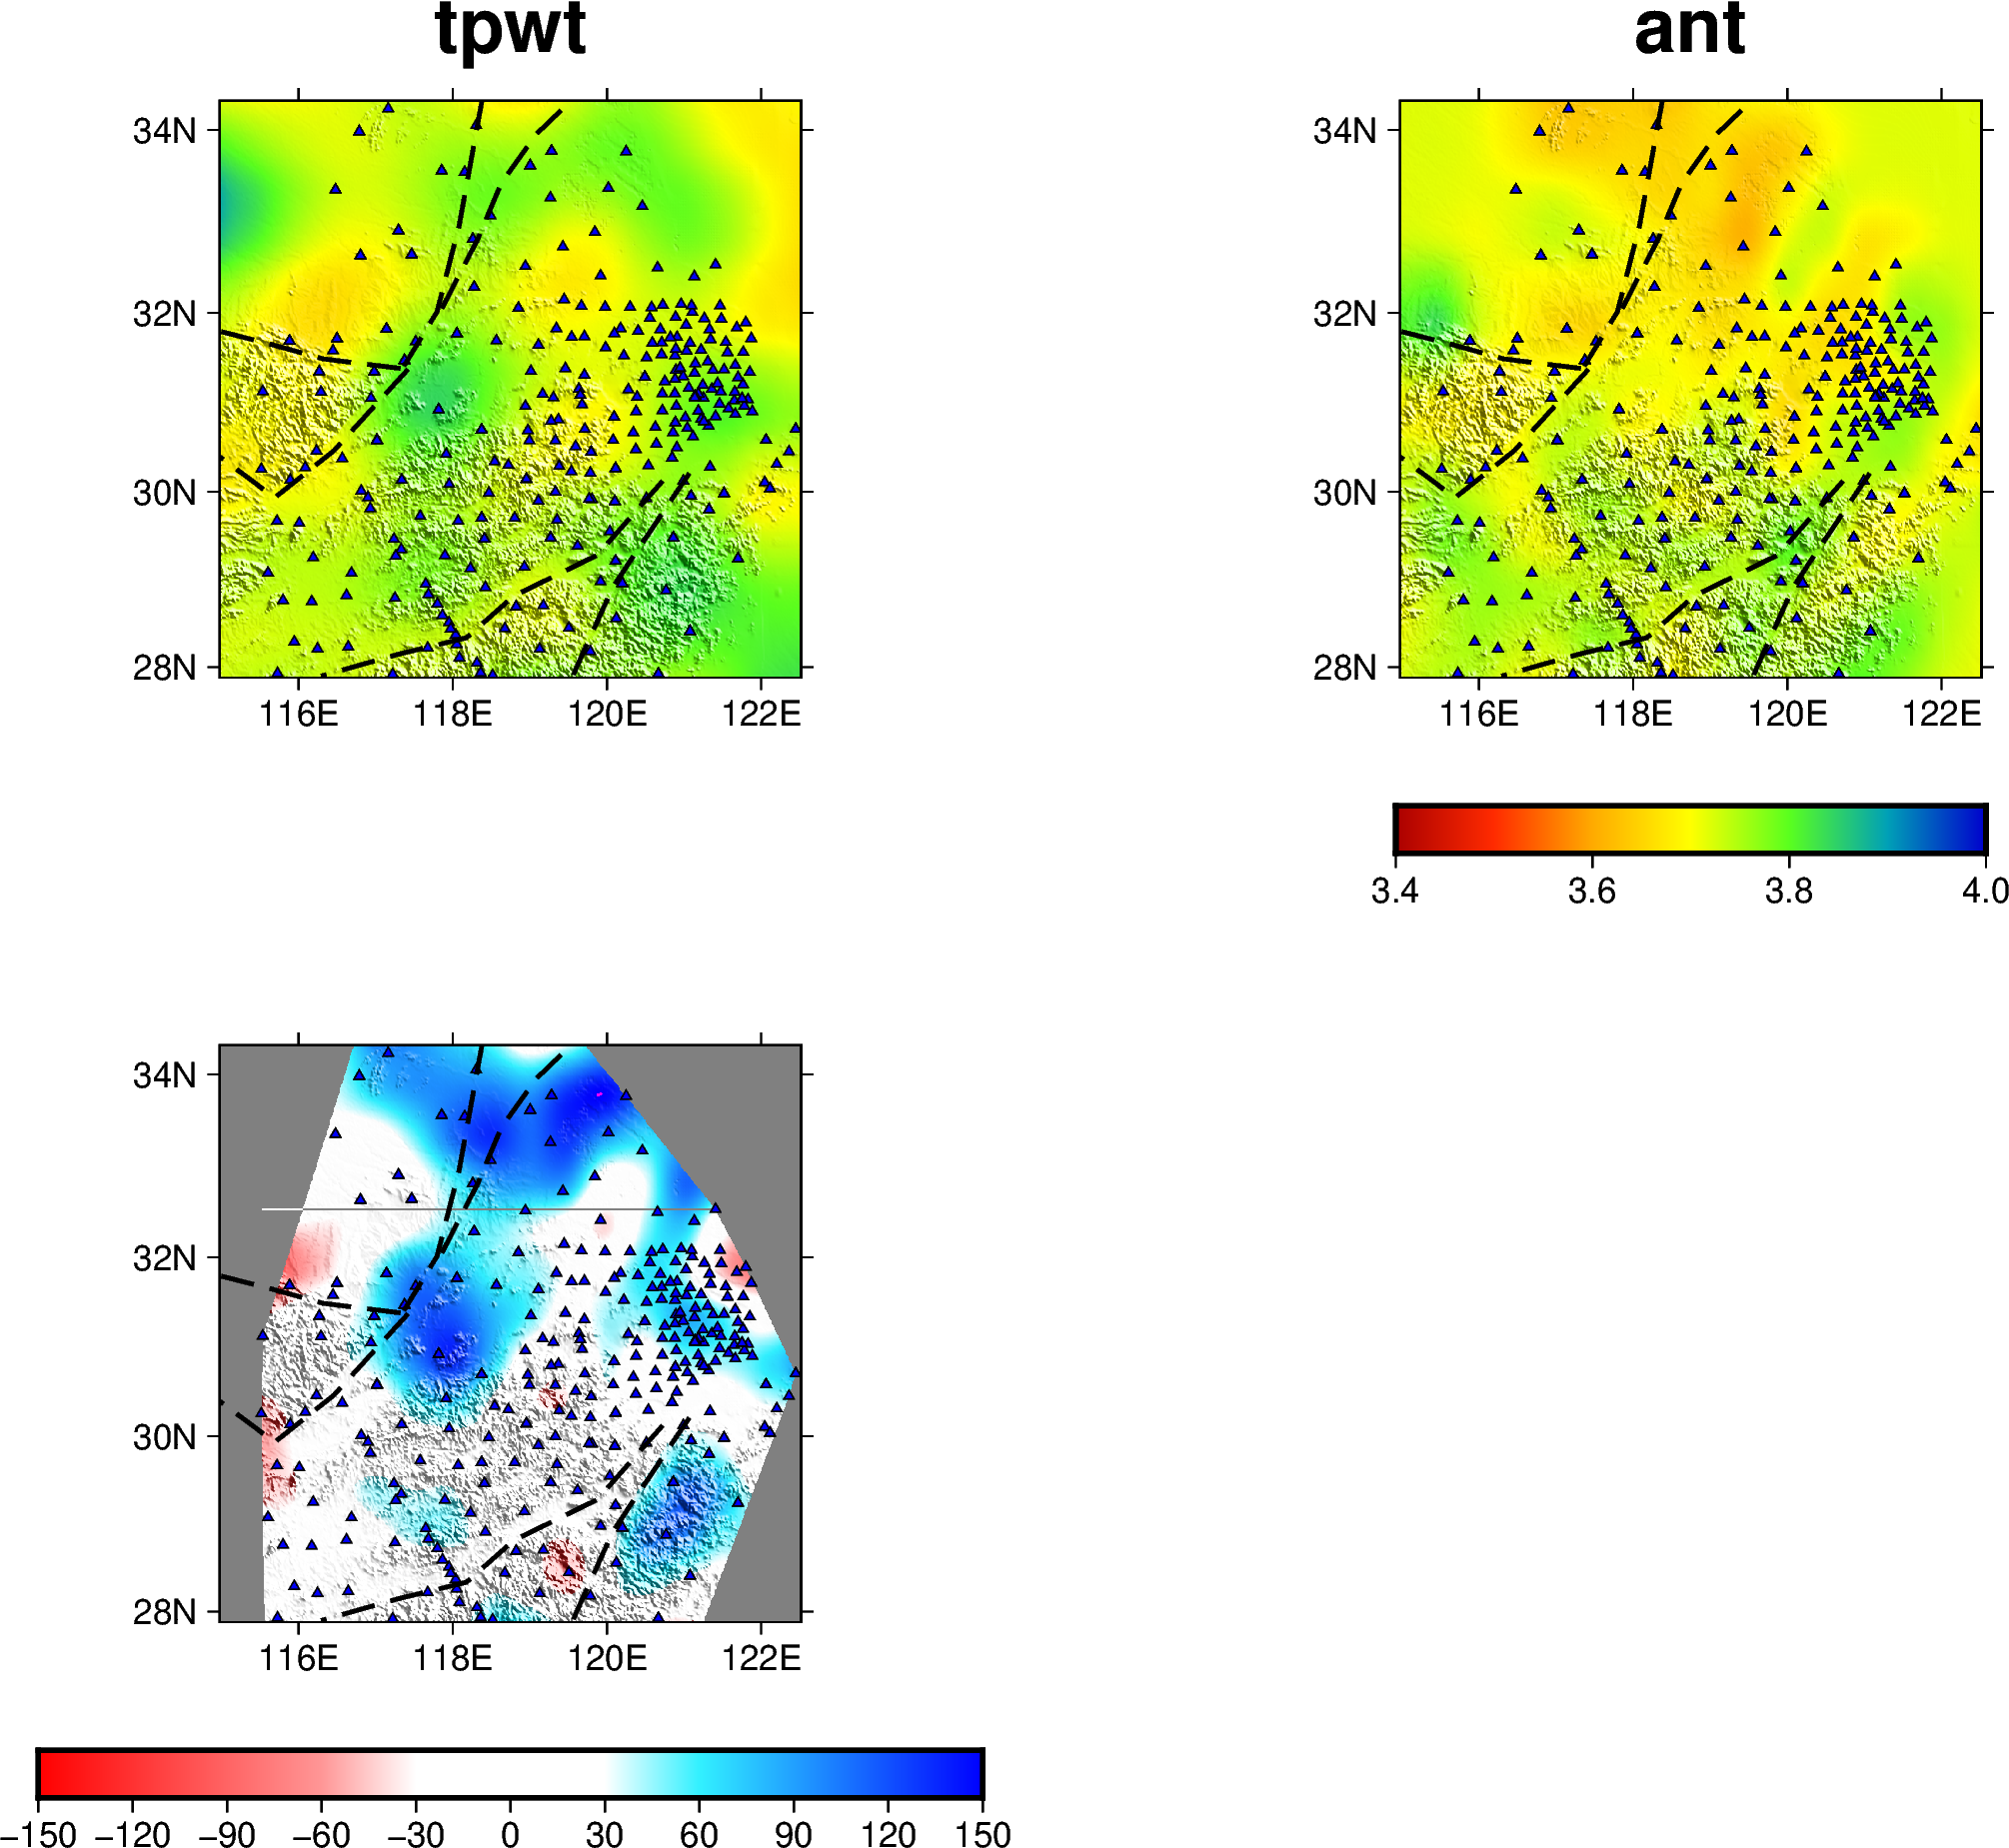 tpwt ant
34N 34N
32N 32N
30N 30N
28N 28N
116E 118E 120E 122E 116E 118E 120E 122E
3.4 3.6 3.8 4.0
34N
32N
30N
28N
116E 118E 120E 122E
−150 −120 −90 −60 −30 0 30 60 90 120 150